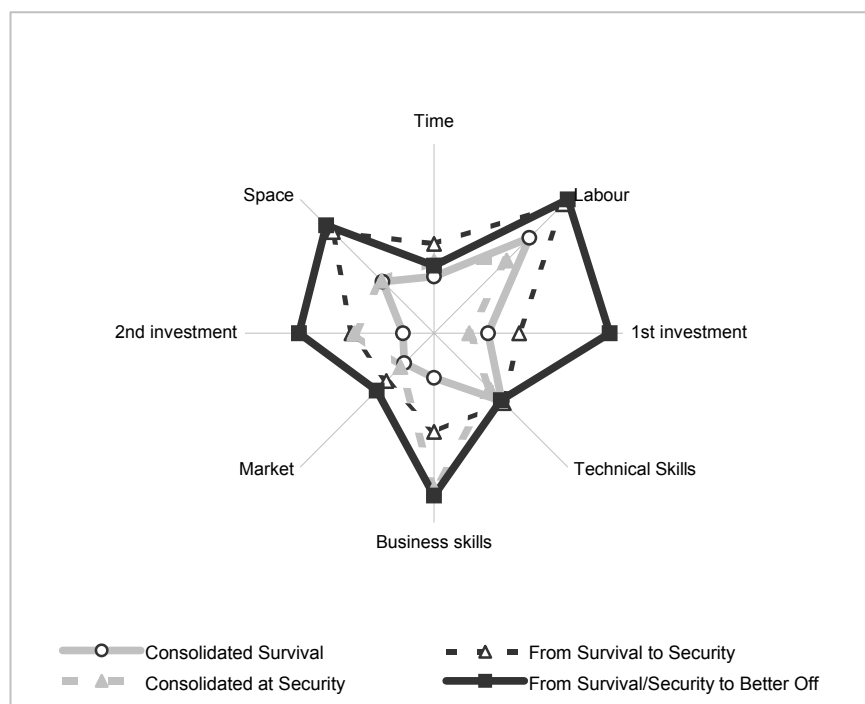 Time
Space
Labour
2nd investment
1st investment
Market
Technical Skills
Business skills
Consolidated Survival
From Survival to Security
Consolidated at Security
From Survival/Security to Better Off